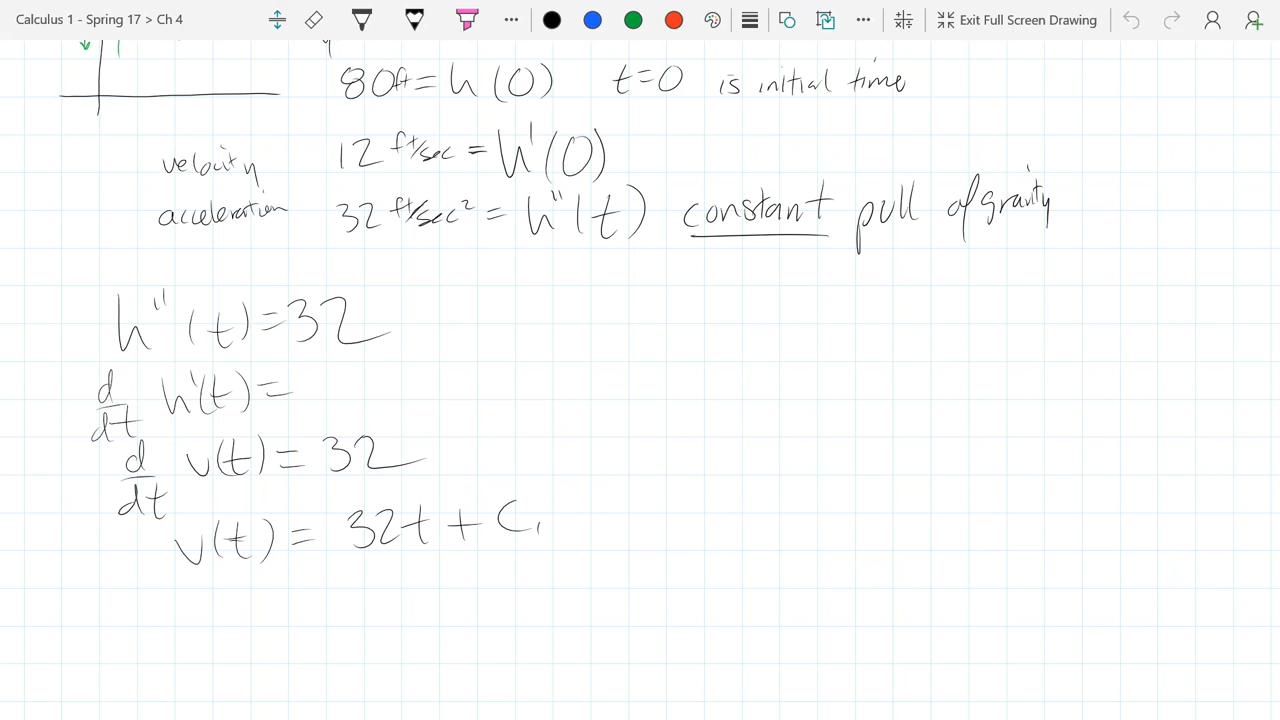 Calculus 1 - Spring 17 > Ch 4
Exit Full Screen Drawing
80ft = h(0) t=0 is initial time
velocity 12 ft/sec = h'(0)
acceleration 32 ft/sec² = h''(t) constant pull of gravity
h''(t) = 32
d/dt h'(t) =
d/dt v(t) = 32
v(t) = 32t + C₁